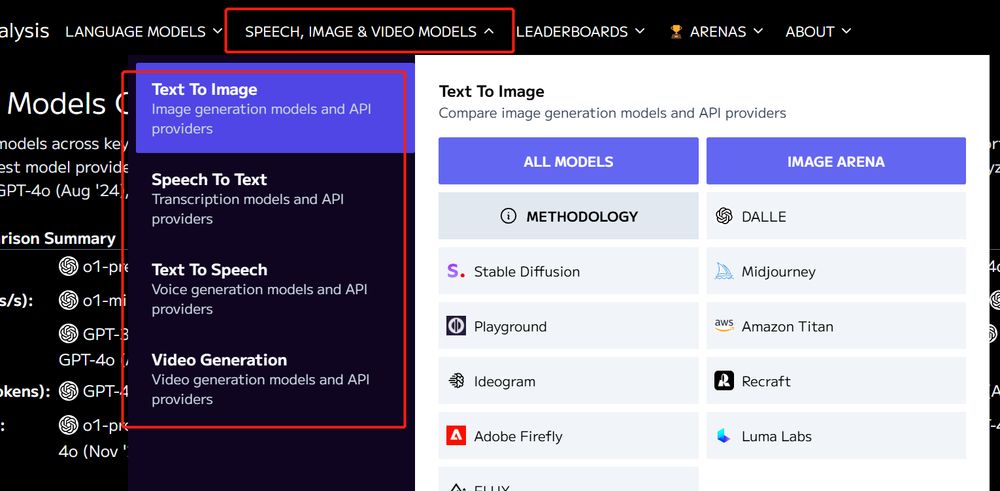 alysis LANGUAGE MODELS SPEECH, IMAGE & VIDEO MODELS LEADERBOARDS ARENAS ABOUT
Models
models across key
est model provide
GPT-4o (Aug '24),
rison Summary
o1-pre
s/s): o1-mi
GPT-3
GPT-4o (
okens): GPT-4
: o1-pr
4o (Nov '
Text To Image
Image generation models and API
providers
Speech To Text
Transcription models and API
providers
Text To Speech
Voice generation models and API
providers
Video Generation
Video generation models and API
providers
Text To Image
Compare image generation models and API providers
ALL MODELS IMAGE ARENA
METHODOLOGY DALLE
Stable Diffusion Midjourney
aws
Playground Amazon Titan
Ideogram Recraft
Adobe Firefly Luma Labs
FLUX